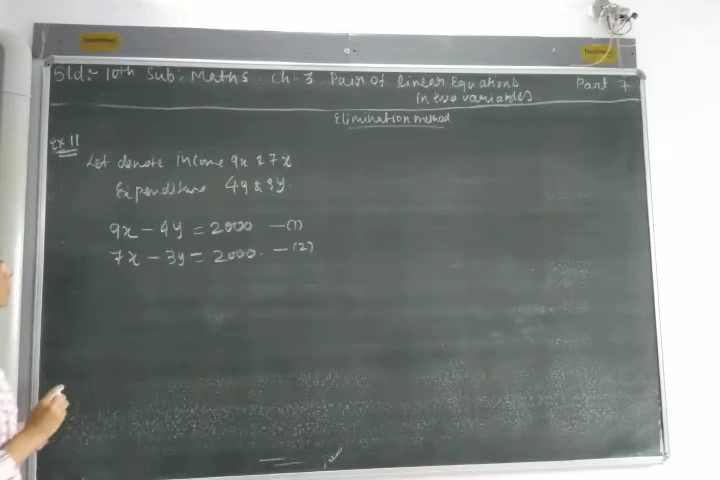 Std:- 10th Sub: Maths. Ch. 3 Pair of linear Equations in two variables Part 7
Elimination method
Ex 11
Let denote income 9x & 7x.
Expenditure 4y & 3y.
9x - 4y = 2000 —(1)
7x - 3y = 2000. —(2)